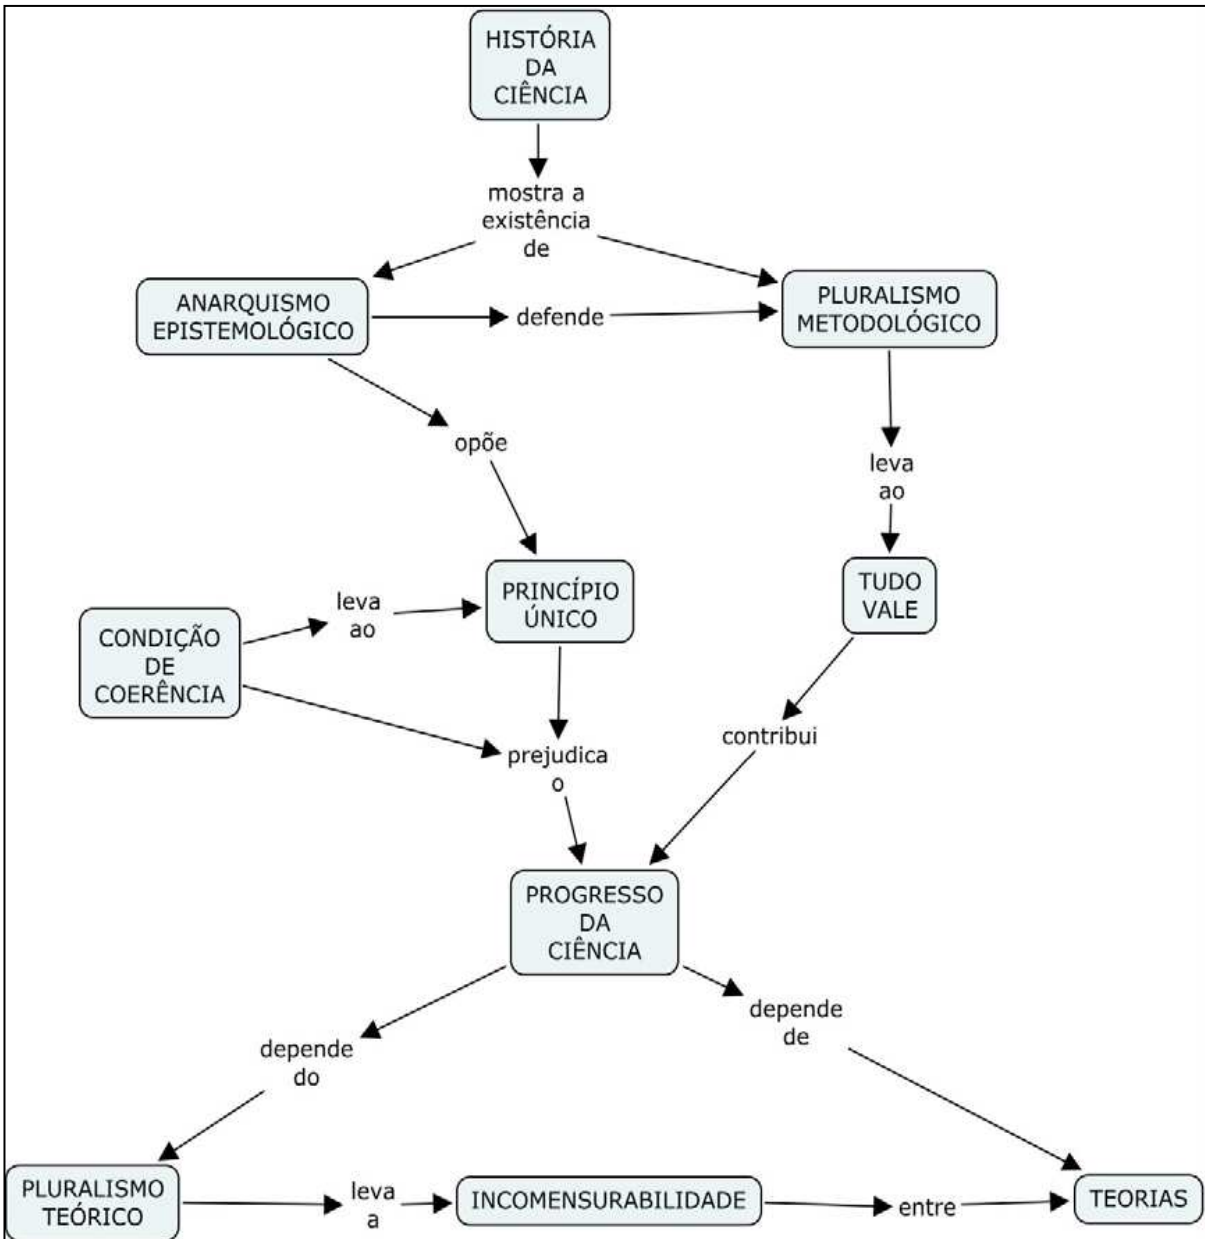 HISTÓRIA
DA
CIÊNCIA
mostra a
existência
de
ANARQUISMO
EPISTEMOLÓGICO
defende
PLURALISMO
METODOLÓGICO
opõe
leva
ao
PRINCÍPIO
ÚNICO
TUDO
VALE
CONDIÇÃO
DE
COERÊNCIA
leva
ao
prejudica
o
contribui
PROGRESSO
DA
CIÊNCIA
depende
do
depende
de
PLURALISMO
TEÓRICO
leva
a
INCOMENSURABILIDADE
entre
TEORIAS